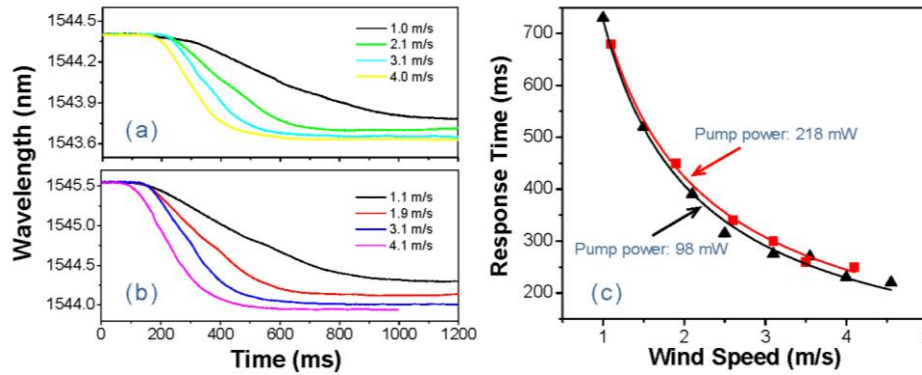 1544.5
1544.2
1543.9
1543.6
(a)
1.0 m/s
2.1 m/s
3.1 m/s
4.0 m/s
1545.5
1545.0
1544.5
1544.0
(b)
1.1 m/s
1.9 m/s
3.1 m/s
4.1 m/s
0 200 400 600 800 1000 1200
Time (ms)
Wavelength (nm)
Response Time (ms)
700
600
500
400
300
200
Pump power: 218 mW
Pump power: 98 mW
(c)
1 2 3 4
Wind Speed (m/s)